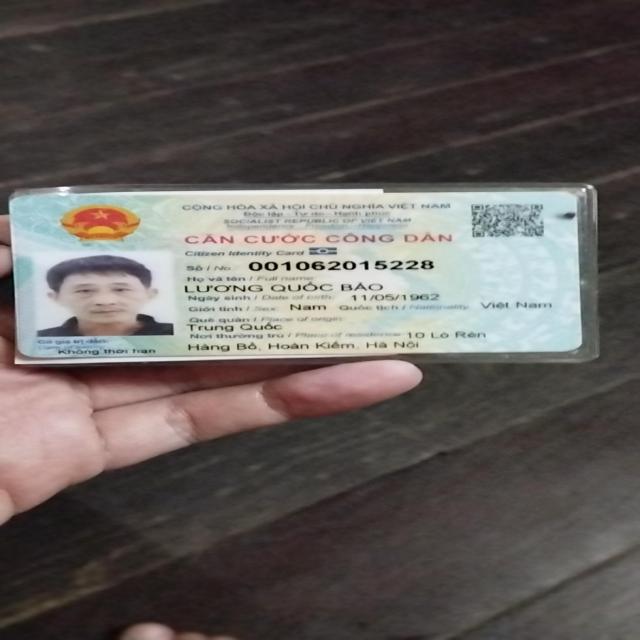 CỘNG HÒA XÃ HỘI CHỦ NGHĨA VIỆT NAM
Độc lập - Tự do - Hạnh phúc
SOCIALIST REPUBLIC OF VIET NAM
Independence - Freedom - Happiness
CĂN CƯỚC CÔNG DÂN
Citizen Identity Card
Số / No.: 001062015228
Họ và tên / Full name:
LƯƠNG QUỐC BẢO
Ngày sinh / Date of birth: 11/05/1962
Giới tính / Sex: Nam Quốc tịch / Nationality: Việt Nam
Quê quán / Place of origin:
Trung Quốc
Nơi thường trú / Place of residence: 10 Lò Rèn
Hàng Bồ, Hoàn Kiếm, Hà Nội
Có giá trị đến:
Không thời hạn